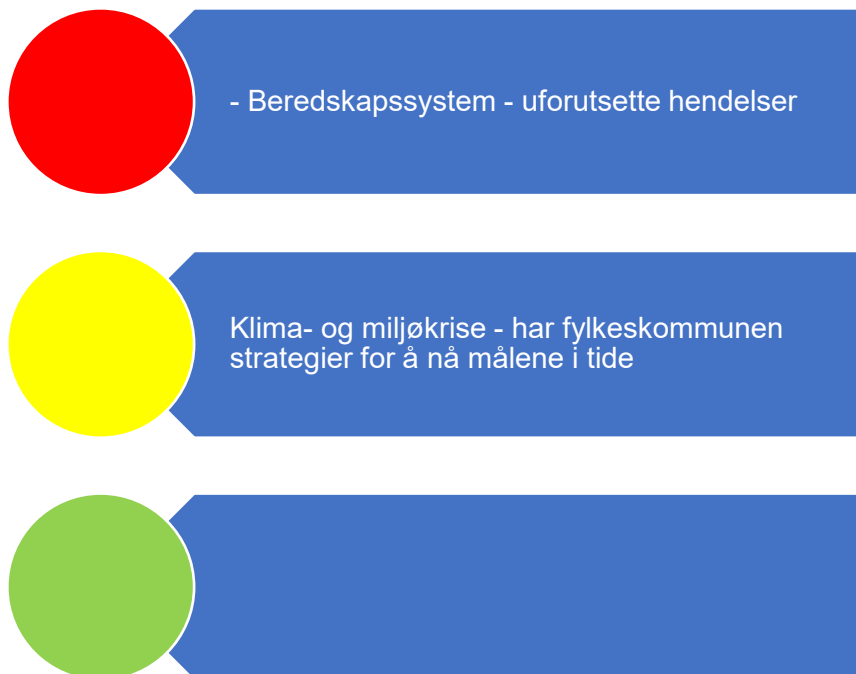 - Beredskapssystem - uforutsette hendelser
Klima- og miljøkrise - har fylkeskommunen
strategier for å nå målene i tide